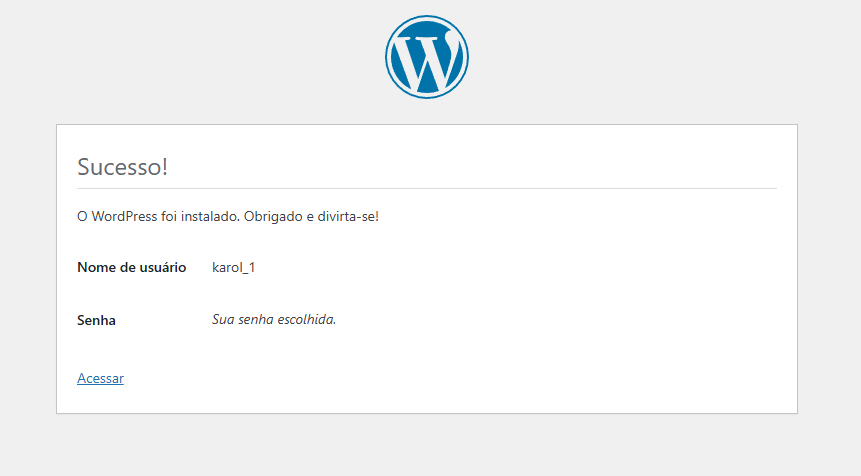 Sucesso!
O WordPress foi instalado. Obrigado e divirta-se!
Nome de usuário karol_1
Senha Sua senha escolhida.
Acessar